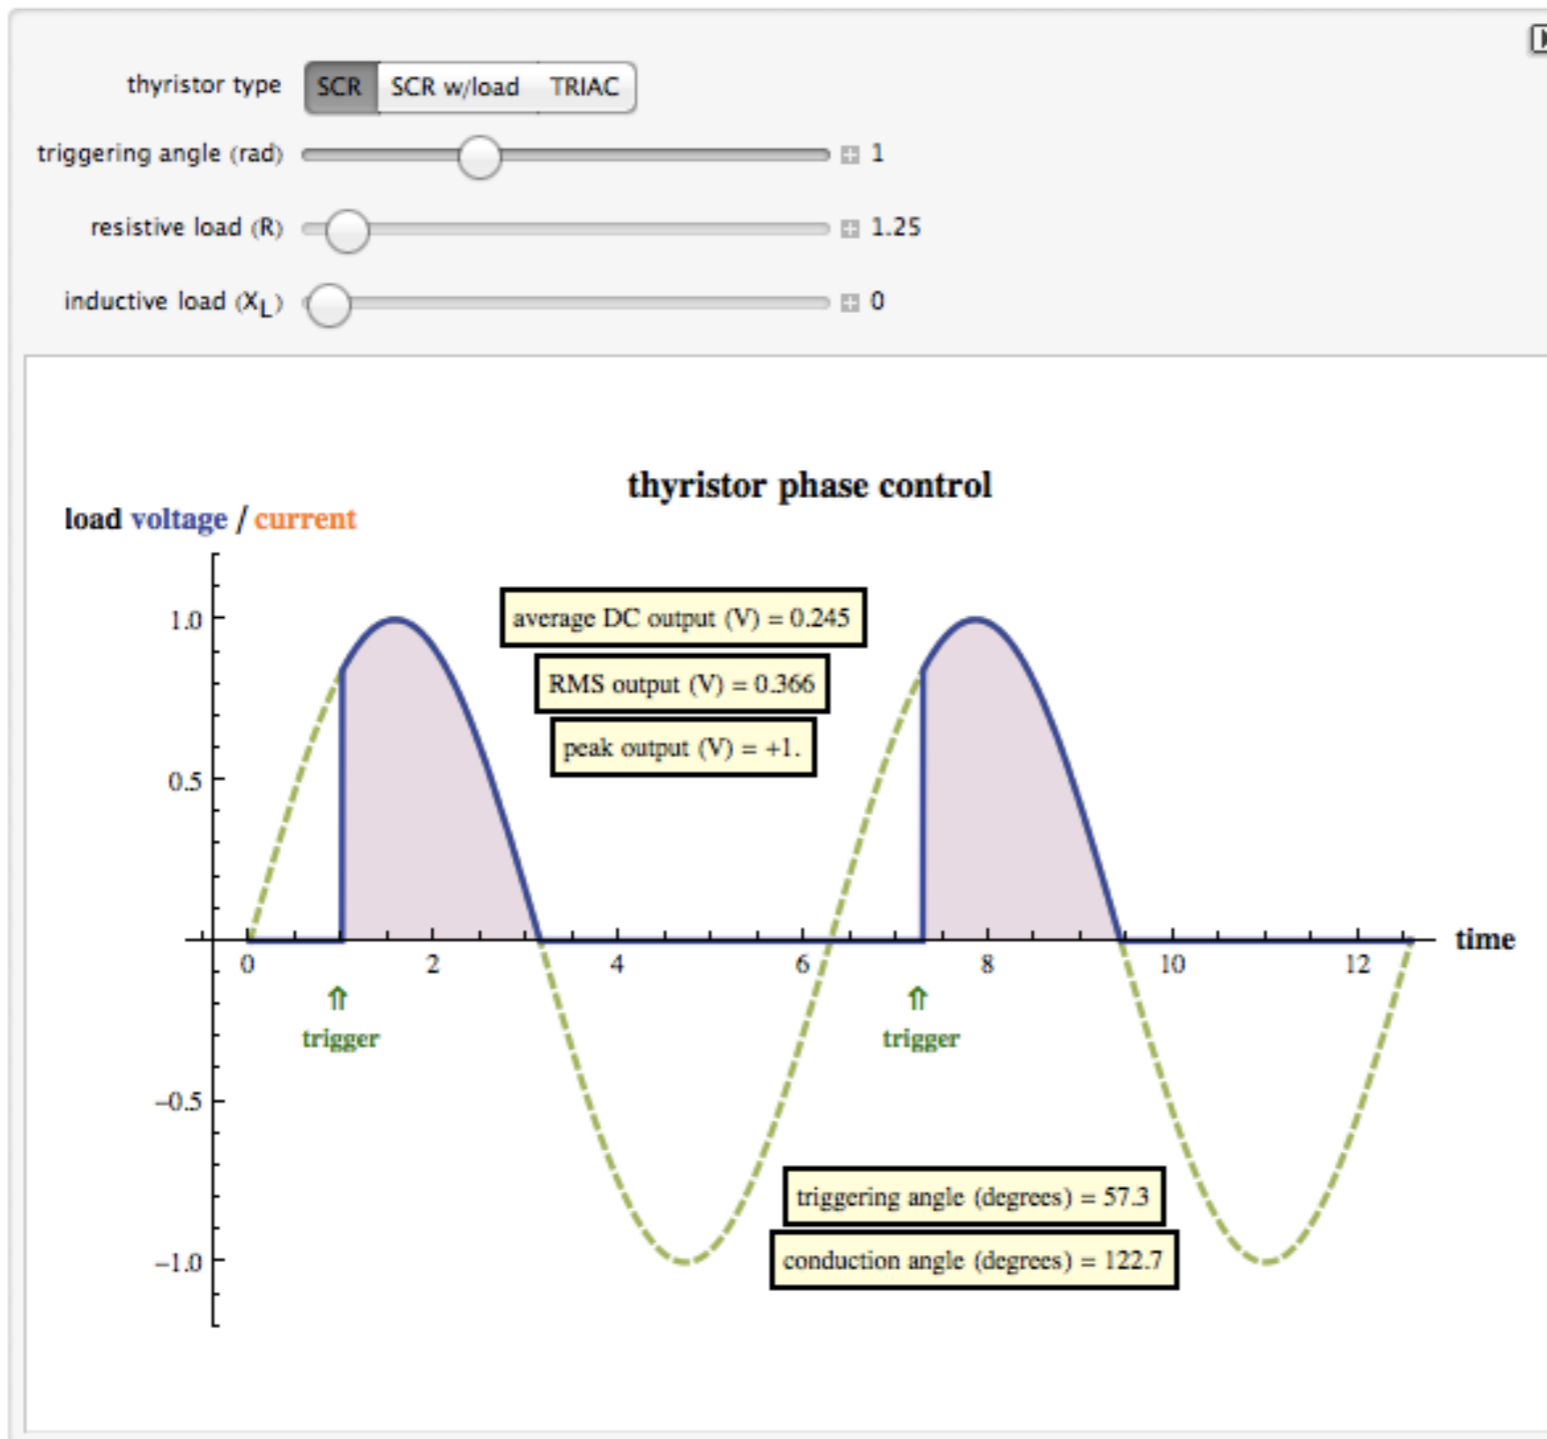 thyristor type SCR SCR w/load TRIAC
triggering angle (rad) 1
resistive load (R) 1.25
inductive load (XL) 0
thyristor phase control
load voltage / current
average DC output (V) = 0.245
1.0
RMS output (V) = 0.366
peak output (V) = +1.
0.5
time
0 2 4 6 8 10 12
⇑ ⇑
trigger trigger
−0.5
triggering angle (degrees) = 57.3
−1.0
conduction angle (degrees) = 122.7